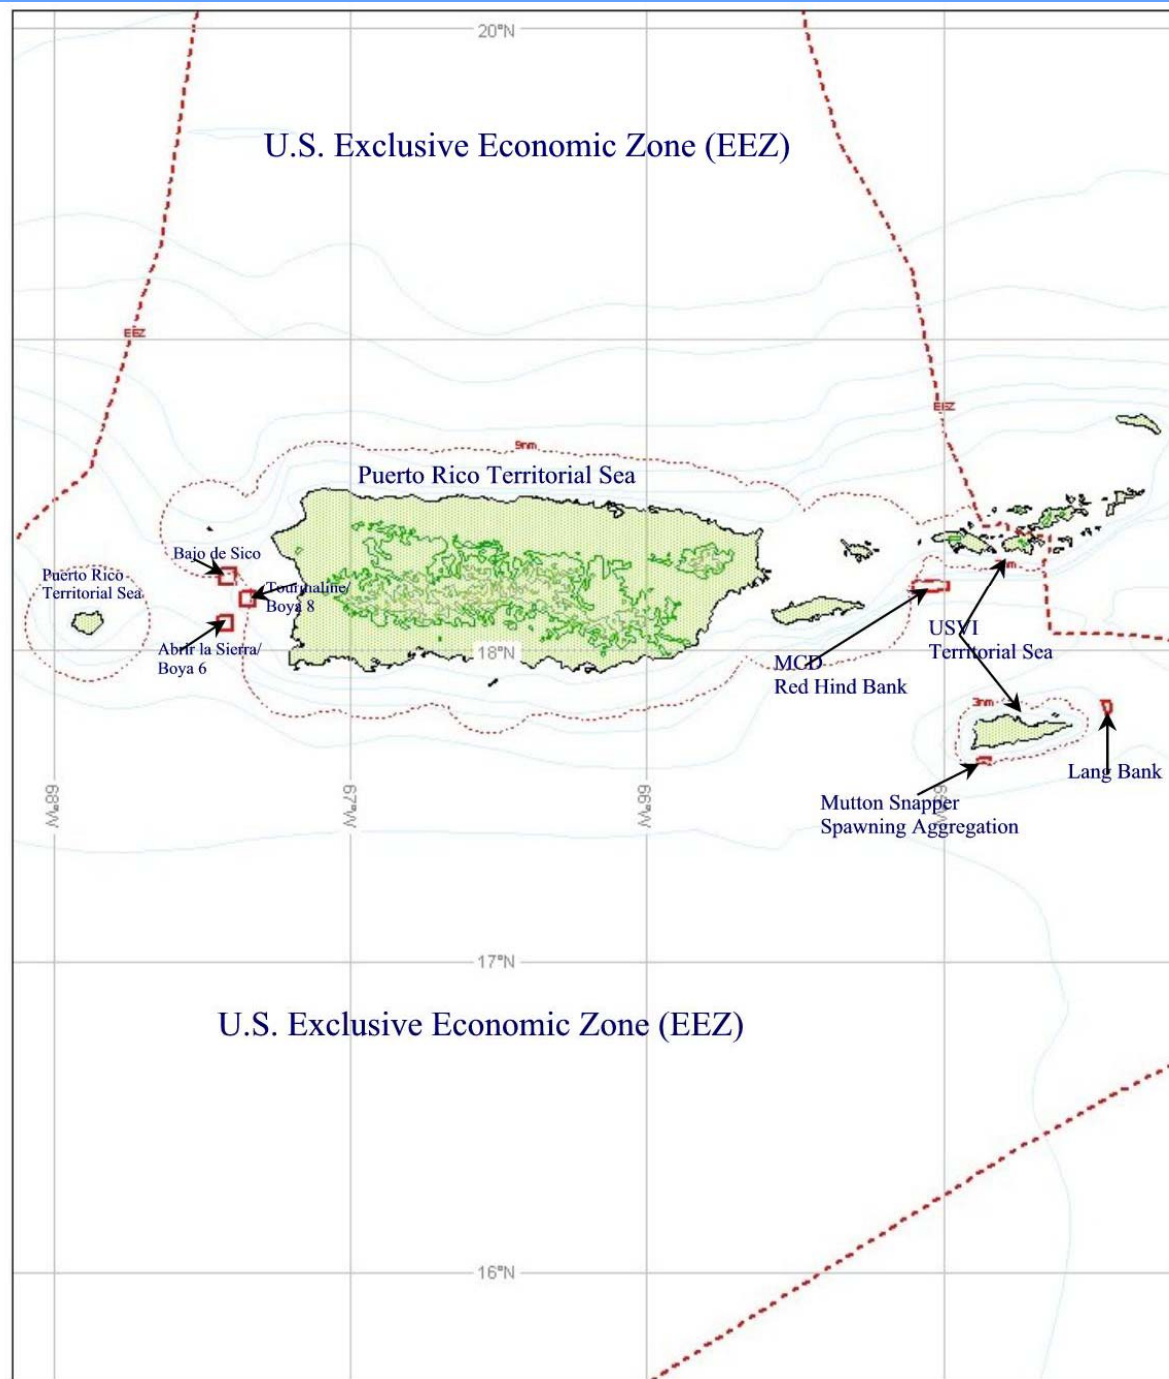 20°N
U.S. Exclusive Economic Zone (EEZ)
EEZ
EEZ
9nm
Puerto Rico Territorial Sea
Bajo de Sico
Puerto Rico
Territorial Sea
Tourmaline/
Boya 8
Abrir la Sierra/
Boya 6
18°N
USVI
Territorial Sea
MCD
Red Hind Bank
3nm
Lang Bank
68°W
67°W
66°W
Mutton Snapper
Spawning Aggregation
17°N
U.S. Exclusive Economic Zone (EEZ)
16°N